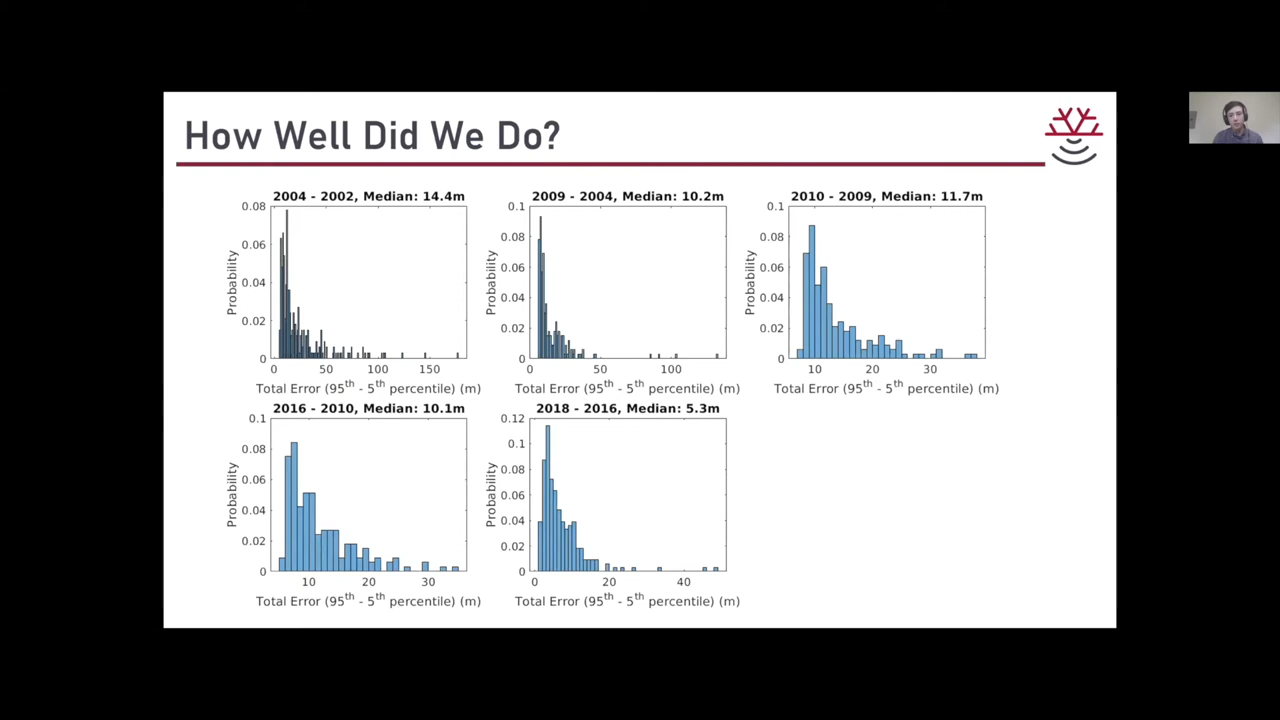 How Well Did We Do?
2004 - 2002, Median: 14.4m
0.08
0.06
0.04
0.02
0
Probability
0 50 100 150
Total Error (95th - 5th percentile) (m)
2009 - 2004, Median: 10.2m
0.1
0.08
0.06
0.04
0.02
0
Probability
0 50 100
Total Error (95th - 5th percentile) (m)
2010 - 2009, Median: 11.7m
0.1
0.08
0.06
0.04
0.02
0
Probability
10 20 30
Total Error (95th - 5th percentile) (m)
2016 - 2010, Median: 10.1m
0.1
0.08
0.06
0.04
0.02
0
Probability
10 20 30
Total Error (95th - 5th percentile) (m)
2018 - 2016, Median: 5.3m
0.12
0.1
0.08
0.06
0.04
0.02
0
Probability
0 20 40
Total Error (95th - 5th percentile) (m)